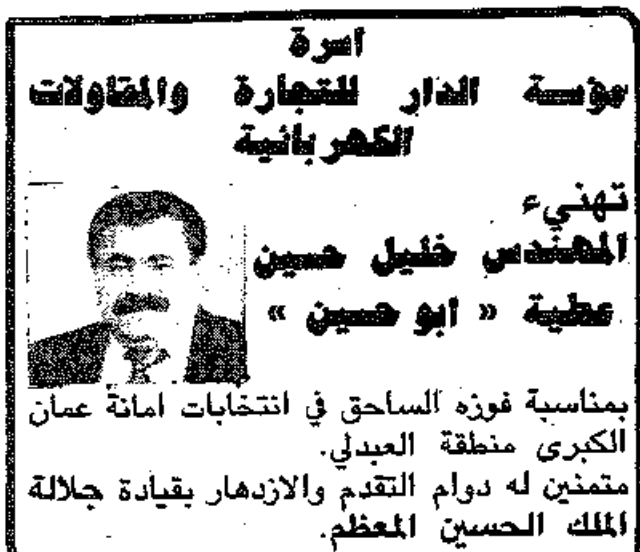 اسرة
مؤسسة الدار للتجارة والمقاولات
الكهربائية
تهنيء
المهندس خليل حسين
عطية « ابو حسين »
بمناسبة فوزه الساحق في انتخابات امانة عمان
الكبرى منطقة العبدلي.
متمنين له دوام التقدم والازدهار بقيادة جلالة
الملك الحسين المعظم.